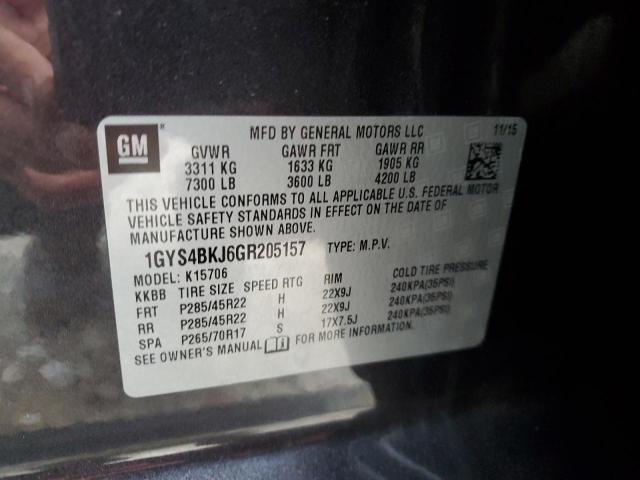 GM ® MFD BY GENERAL MOTORS LLC 11/15
GVWR GAWR FRT GAWR RR
3311 KG 1633 KG 1905 KG
7300 LB 3600 LB 4200 LB
THIS VEHICLE CONFORMS TO ALL APPLICABLE U.S. FEDERAL MOTOR
VEHICLE SAFETY STANDARDS IN EFFECT ON THE DATE OF
MANUFACTURE SHOWN ABOVE.
1GYS4BKJ6GR205157 TYPE: M.P.V.
MODEL: K15706
KKBB TIRE SIZE SPEED RTG RIM COLD TIRE PRESSURE
FRT P285/45R22 H 22X9J 240KPA(35PSI)
RR P285/45R22 H 22X9J 240KPA(35PSI)
SPA P265/70R17 S 17X7.5J 240KPA(35PSI)
SEE OWNER'S MANUAL FOR MORE INFORMATION.